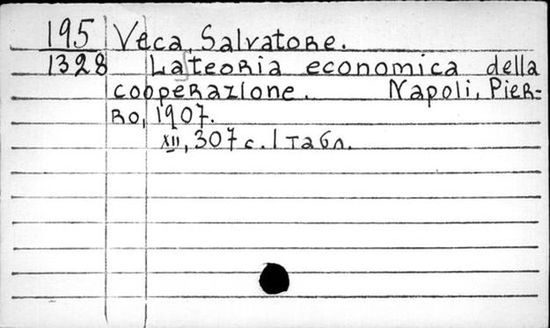 195 Veca, Salvatore.
1328 La teoria economica della
cooperazione. Napoli, Pier-
ro, 1907.
XII, 307 с. 1 табл.